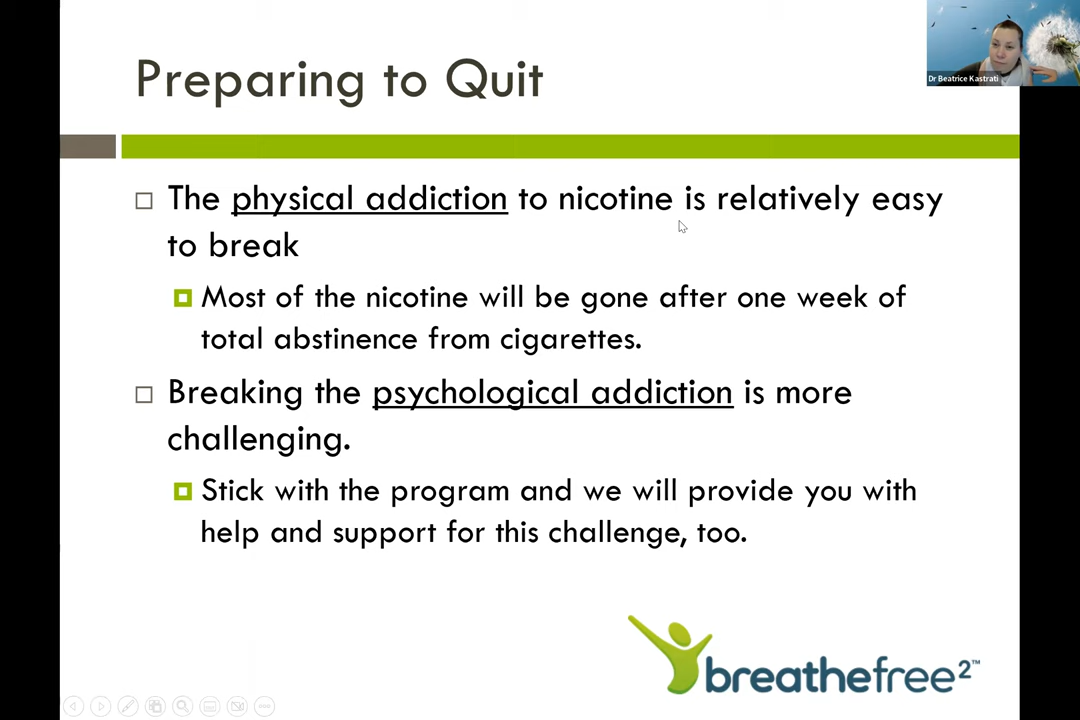 Preparing to Quit
Dr Beatrice Kastrati
The physical addiction to nicotine is relatively easy
to break
Most of the nicotine will be gone after one week of
total abstinence from cigarettes.
Breaking the psychological addiction is more
challenging.
Stick with the program and we will provide you with
help and support for this challenge, too.
breathefree2™